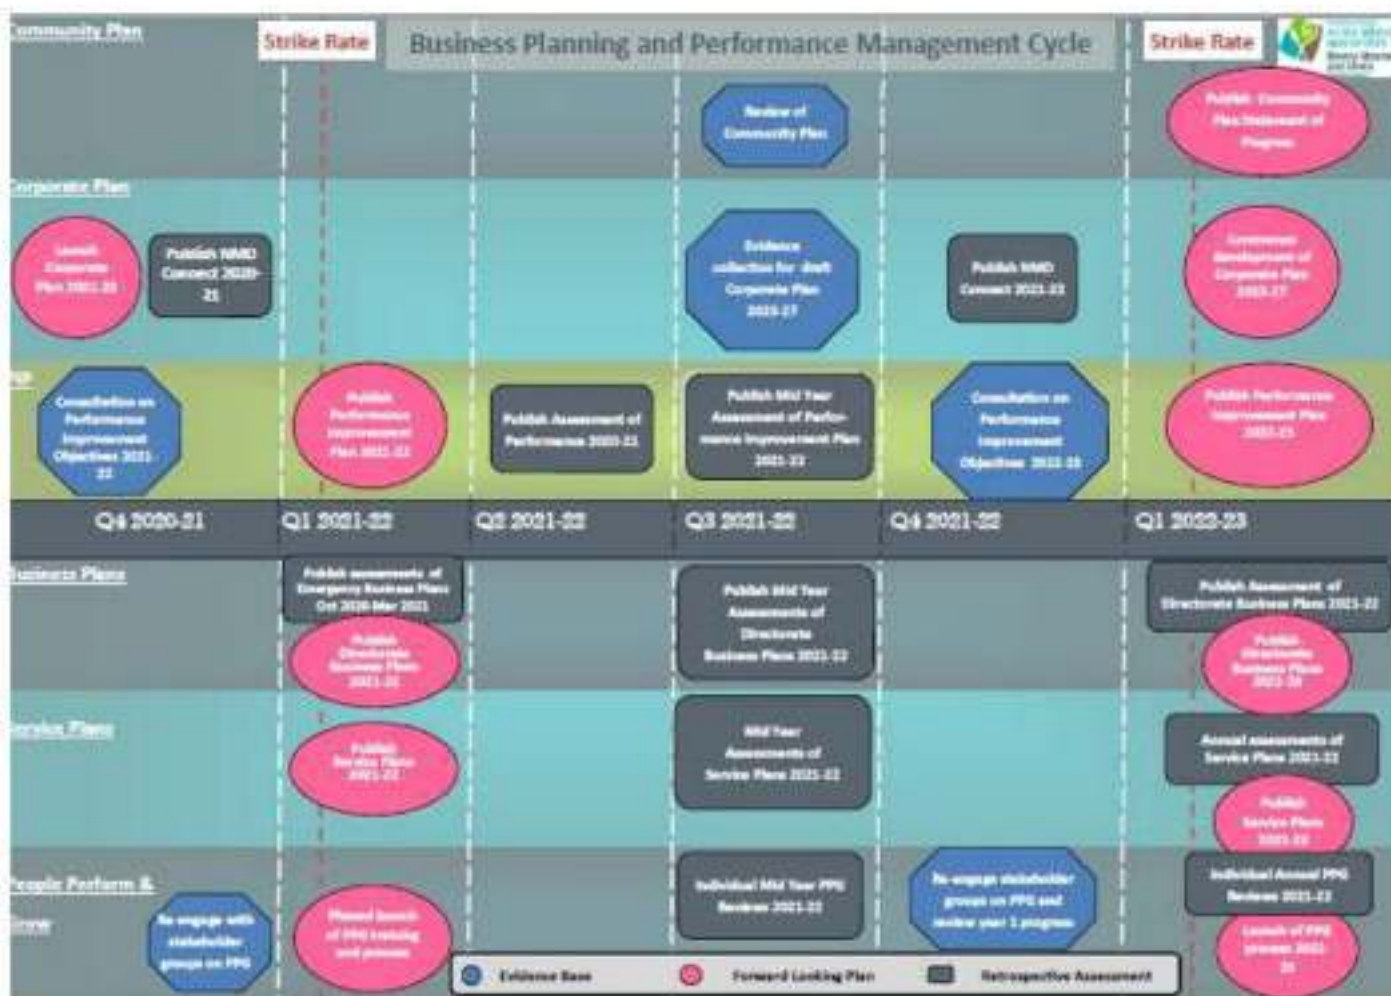 Community Plan
Strike Rate
Business Planning and Performance Management Cycle
Strike Rate
Review of
Community Plan
Publish Community
Plan Statement of
Progress
Corporate Plan
Launch
Corporate
Plan 2021-23
Publish NMD
Connect 2020-
21
Evidence
collection for draft
Corporate Plan
2023-27
Publish NMD
Connect 2021-22
Commence
development of
Corporate Plan
2023-27
Consultation on
Performance
Improvement
Objectives 2021-
22
Publish
Performance
Improvement
Plan 2021-22
Publish Assessment of
Performance 2020-21
Publish Mid Year
Assessment of Perfor-
mance Improvement Plan
2021-22
Consultation on
Performance
Improvement
Objectives 2022-23
Publish Performance
Improvement Plan
2022-23
Q4 2020-21
Q1 2021-22
Q2 2021-22
Q3 2021-22
Q4 2021-22
Q1 2022-23
Business Plans
Publish assessments of
Emergency Business Plans
Oct 2020-Mar 2021
Publish
Directorate
Business Plans
2021-22
Publish Mid Year
Assessments of
Directorate
Business Plans 2021-22
Publish Assessment of
Directorate Business Plans 2021-22
Publish
Directorate
Business Plans
Service Plans
Publish
Service Plans
2021-22
Mid Year
Assessments of
Service Plans 2021-22
Annual assessments of
Service Plans 2021-22
Publish
Service Plans
People Perform &
Grow
Re-engage with
stakeholder
groups on PPG
Phased launch
of PPG training
and process
Individual Mid Year PPG
Reviews 2021-22
Re-engage stakeholder
groups on PPG and
review year 1 progress
Individual Annual PPG
Reviews 2021-22
Launch of PPG
process
Evidence Base
Forward Looking Plan
Retrospective Assessment